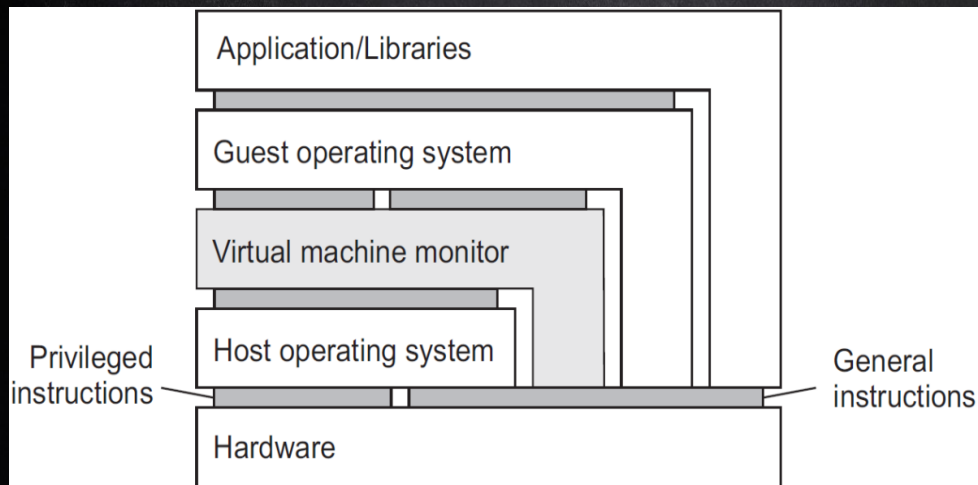 Application/Libraries
Guest operating system
Virtual machine monitor
Host operating system
Privileged
instructions
General
instructions
Hardware